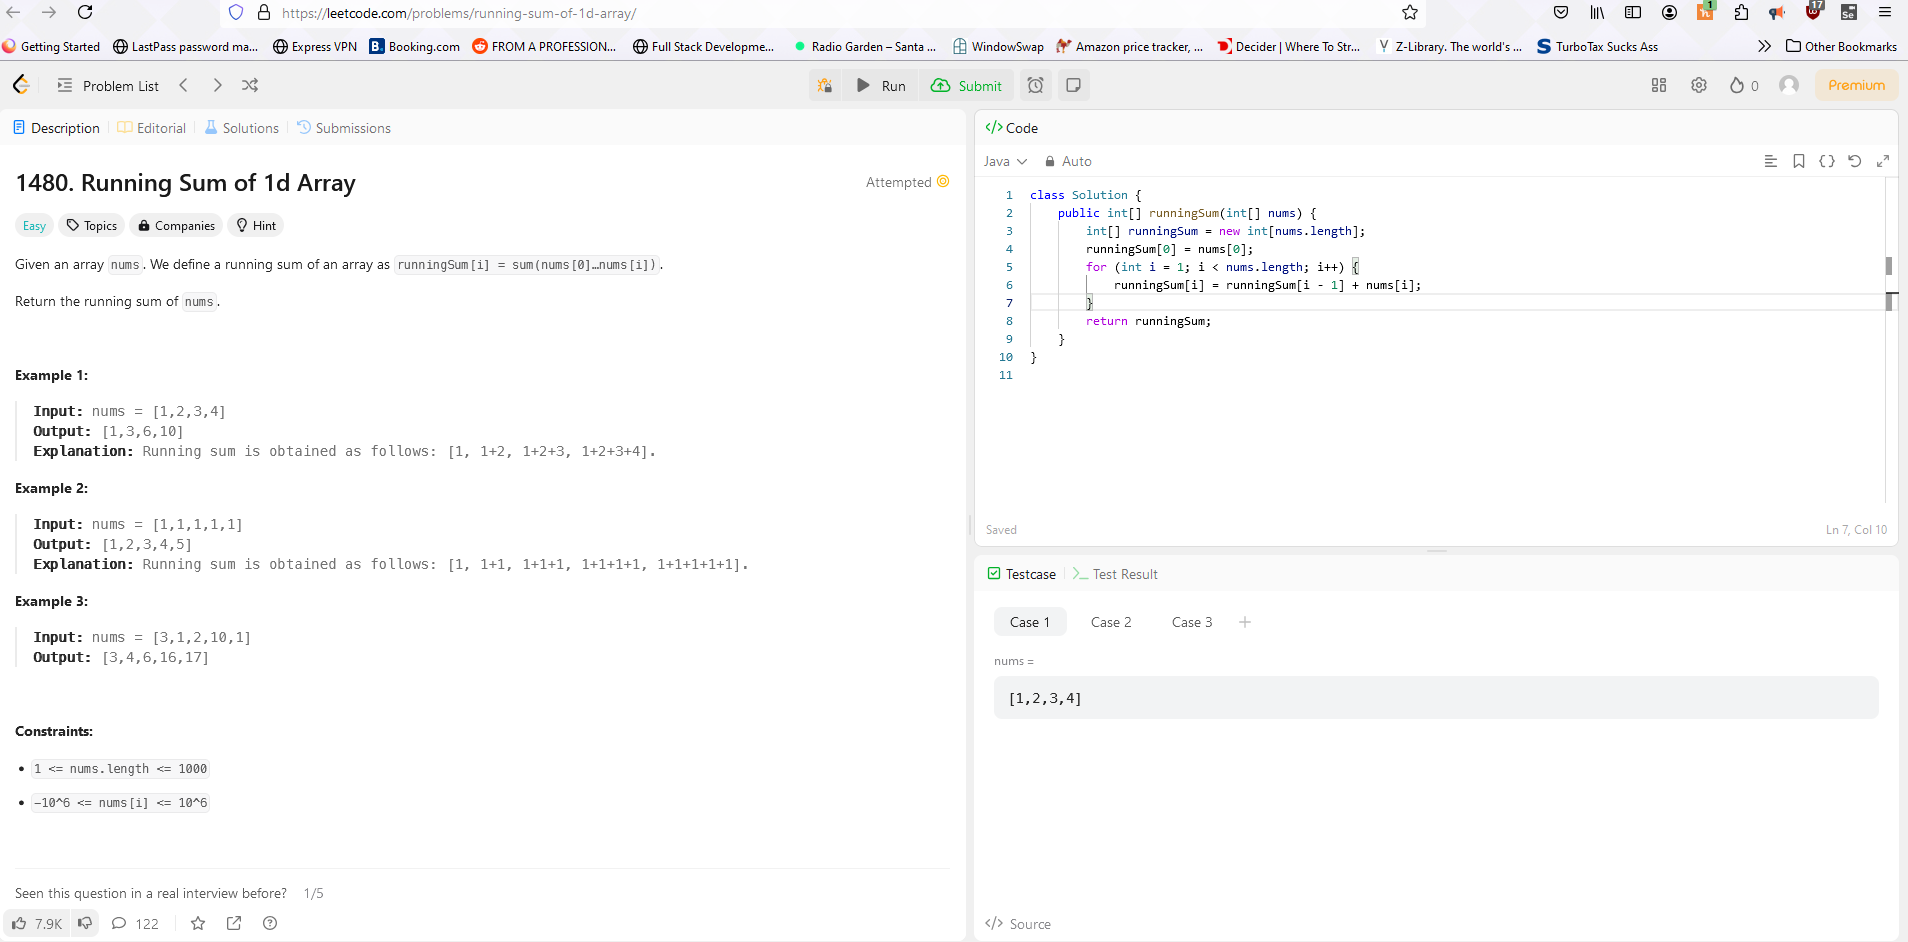 https://leetcode.com/problems/running-sum-of-1d-array/
1
17
Se
Getting Started
LastPass password ma...
Express VPN
B.
Booking.com
FROM A PROFESSION...
Full Stack Developme...
Radio Garden – Santa ...
WindowSwap
Amazon price tracker, ...
Decider | Where To Str...
Z-Library. The world's ...
TurboTax Sucks Ass
Other Bookmarks
Problem List
Run
Submit
0
Premium
Description
Editorial
Solutions
Submissions
1480. Running Sum of 1d Array
Attempted
Easy
Topics
Companies
Hint
Given an array nums. We define a running sum of an array as runningSum[i] = sum(nums[0]…nums[i]).
Return the running sum of nums.
Example 1:
Input: nums = [1,2,3,4]
Output: [1,3,6,10]
Explanation: Running sum is obtained as follows: [1, 1+2, 1+2+3, 1+2+3+4].
Example 2:
Input: nums = [1,1,1,1,1]
Output: [1,2,3,4,5]
Explanation: Running sum is obtained as follows: [1, 1+1, 1+1+1, 1+1+1+1, 1+1+1+1+1].
Example 3:
Input: nums = [3,1,2,10,1]
Output: [3,4,6,16,17]
Constraints:
• 1 <= nums.length <= 1000
• -10^6 <= nums[i] <= 10^6
Seen this question in a real interview before? 1/5
7.9K
122
</> Code
Java
Auto
1 class Solution {
2     public int[] runningSum(int[] nums) {
3         int[] runningSum = new int[nums.length];
4         runningSum[0] = nums[0];
5         for (int i = 1; i < nums.length; i++) {
6             runningSum[i] = runningSum[i - 1] + nums[i];
7         }
8         return runningSum;
9     }
10 }
11
Saved
Ln 7, Col 10
Testcase
>_ Test Result
Case 1
Case 2
Case 3
+
nums =
[1,2,3,4]
</> Source